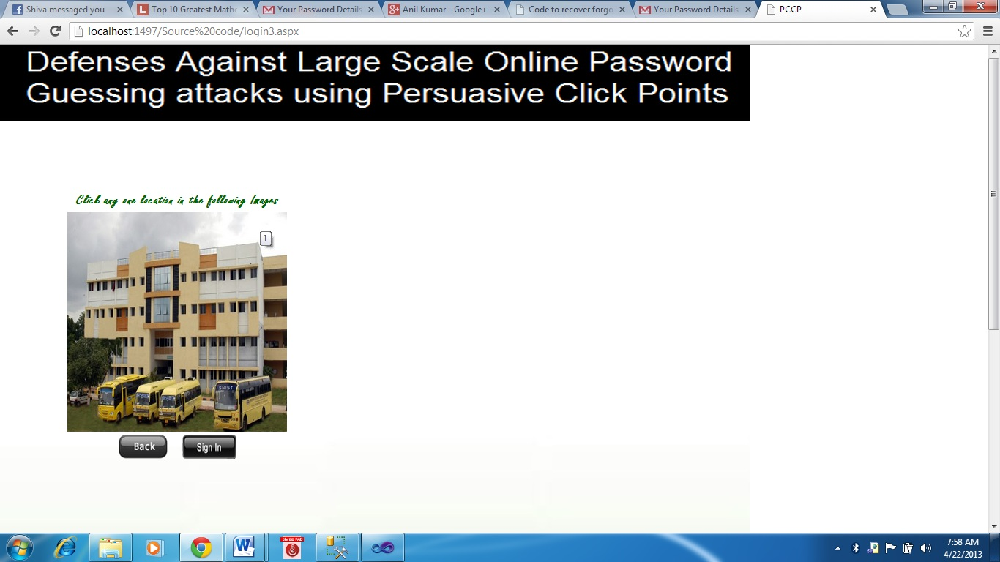 Shiva messaged you
Top 10 Greatest Mathe
Your Password Details
Anil Kumar - Google+
Code to recover forgo
Your Password Details
PCCP
localhost:1497/Source%20code/login3.aspx
Defenses Against Large Scale Online Password
Guessing attacks using Persuasive Click Points
Click any one location in the following Images
SNIST
Back
Sign In
7:58 AM
4/22/2013